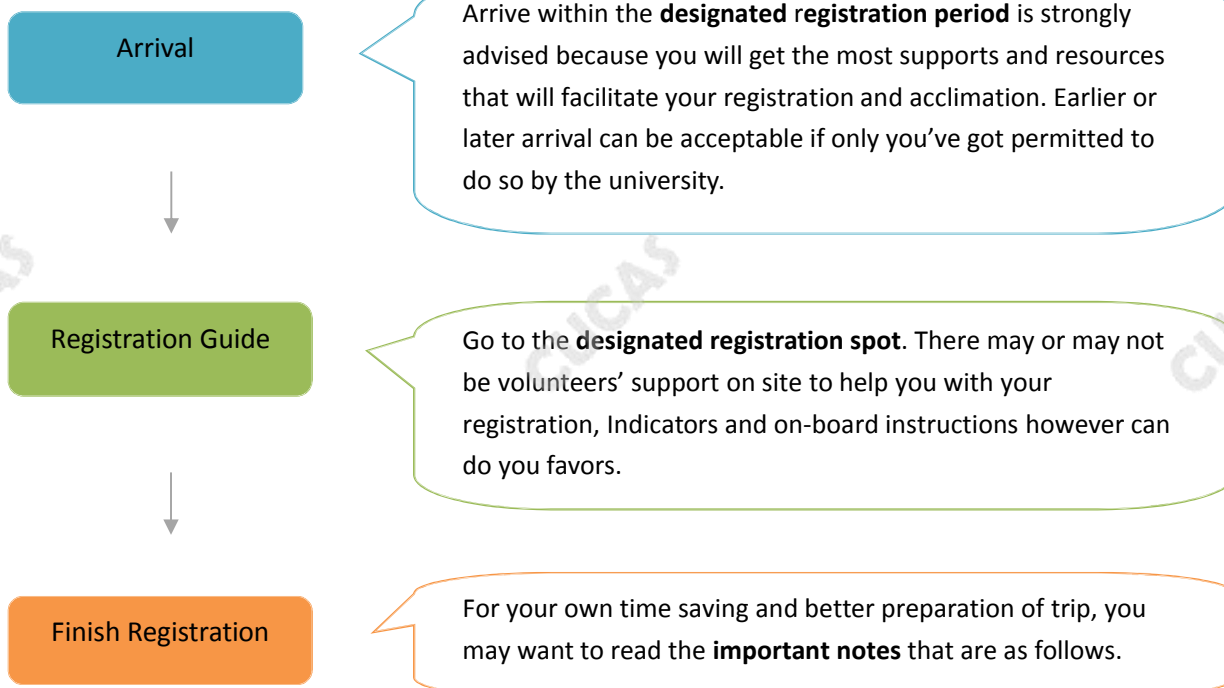 Arrival
Arrive within the designated registration period is strongly
advised because you will get the most supports and resources
that will facilitate your registration and acclimation. Earlier or
later arrival can be acceptable if only you've got permitted to
do so by the university.
CUCAS
Registration Guide
Go to the designated registration spot. There may or may not
be volunteers' support on site to help you with your
registration, Indicators and on-board instructions however can
do you favors.
Finish Registration
For your own time saving and better preparation of trip, you
may want to read the important notes that are as follows.